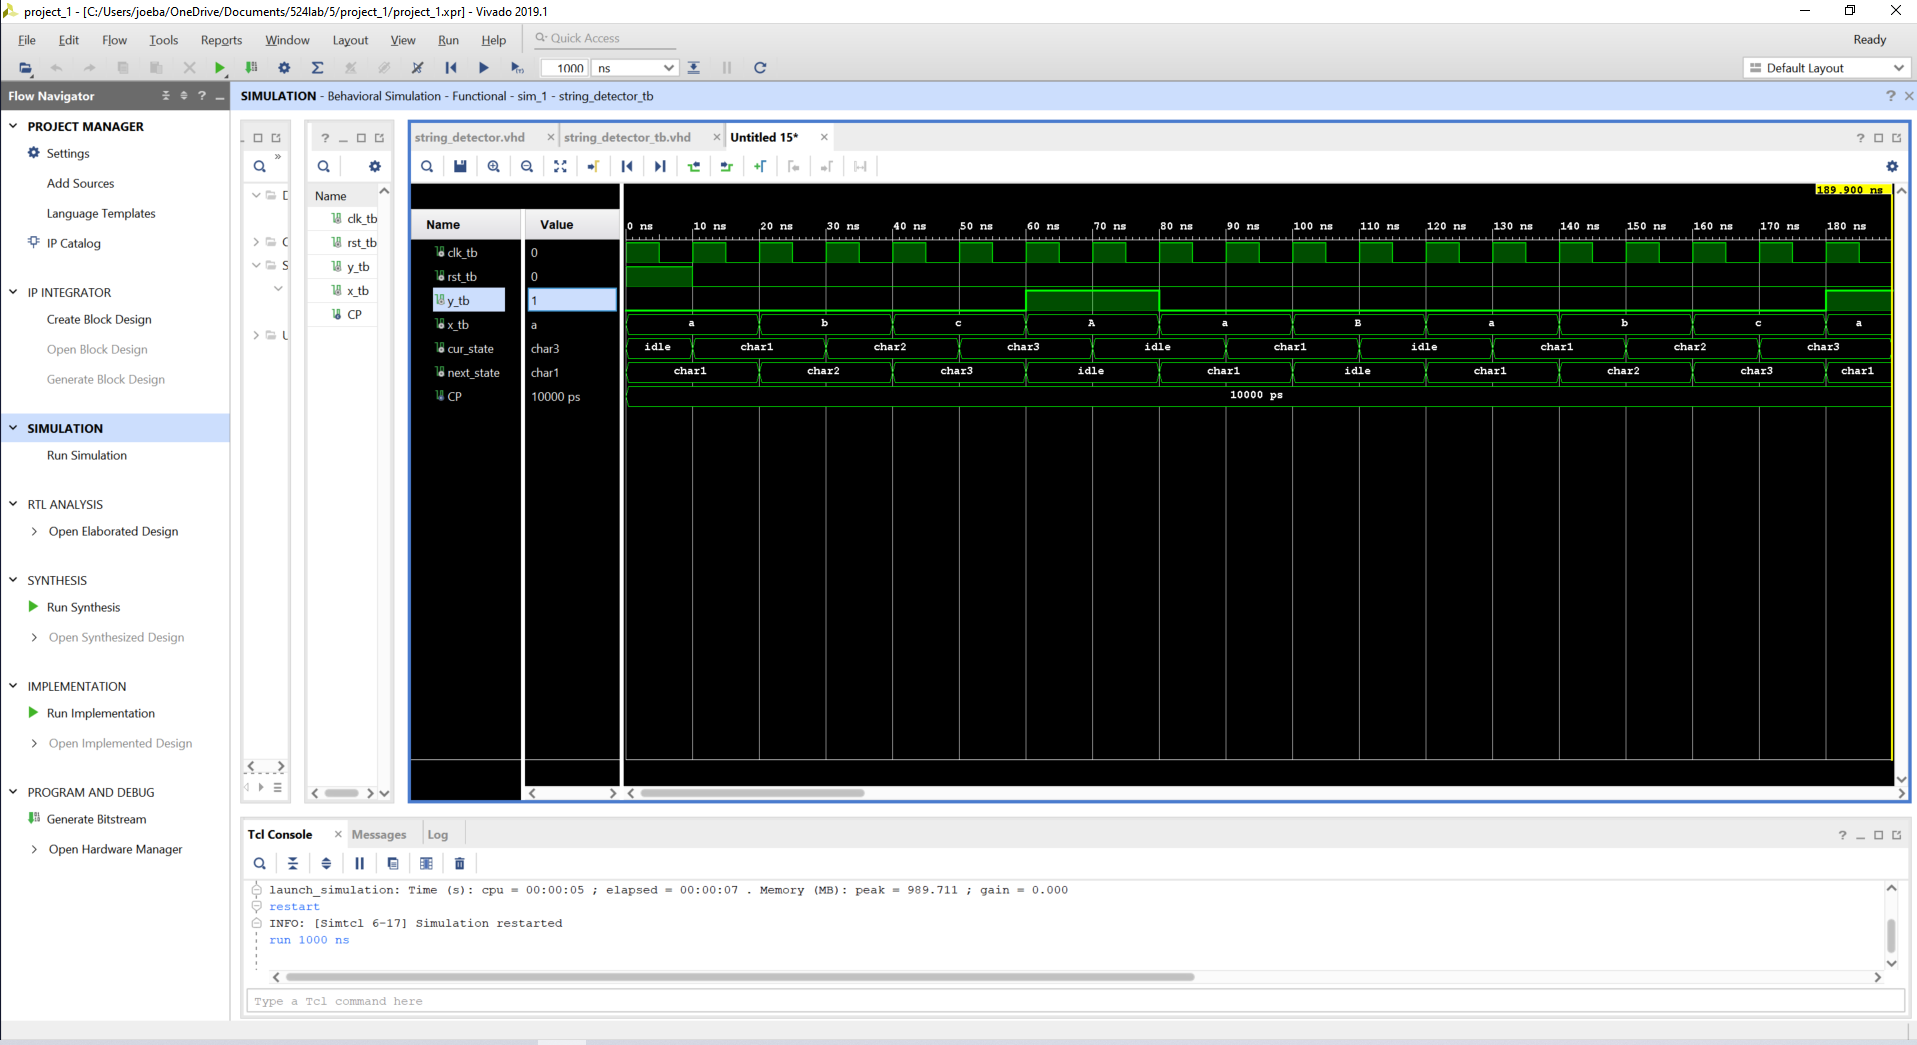 project_1 - [C:/Users/joeba/OneDrive/Documents/524lab/5/project_1/project_1.xpr] - Vivado 2019.1
File Edit Flow Tools Reports Window Layout View Run Help Quick Access Ready
1000 ns Default Layout
Flow Navigator
SIMULATION - Behavioral Simulation - Functional - sim_1 - string_detector_tb
PROJECT MANAGER
Settings
Add Sources
Language Templates
IP Catalog
IP INTEGRATOR
Create Block Design
Open Block Design
Generate Block Design
SIMULATION
Run Simulation
RTL ANALYSIS
Open Elaborated Design
SYNTHESIS
Run Synthesis
Open Synthesized Design
IMPLEMENTATION
Run Implementation
Open Implemented Design
PROGRAM AND DEBUG
Generate Bitstream
Open Hardware Manager
Name
clk_tb
rst_tb
y_tb
x_tb
CP
string_detector.vhd string_detector_tb.vhd Untitled 15*
189.900 ns
Name Value 0 ns 10 ns 20 ns 30 ns 40 ns 50 ns 60 ns 70 ns 80 ns 90 ns 100 ns 110 ns 120 ns 130 ns 140 ns 150 ns 160 ns 170 ns 180 ns
clk_tb 0
rst_tb 0
y_tb 1
x_tb a a b c A a B a b c a
cur_state char3 idle char1 char2 char3 idle char1 idle char1 char2 char3
next_state char1 char1 char2 char3 idle char1 idle char1 char2 char3 char1
CP 10000 ps 10000 ps
Tcl Console Messages Log
launch_simulation: Time (s): cpu = 00:00:05 ; elapsed = 00:00:07 . Memory (MB): peak = 989.711 ; gain = 0.000
restart
INFO: [Simtcl 6-17] Simulation restarted
run 1000 ns
Type a Tcl command here